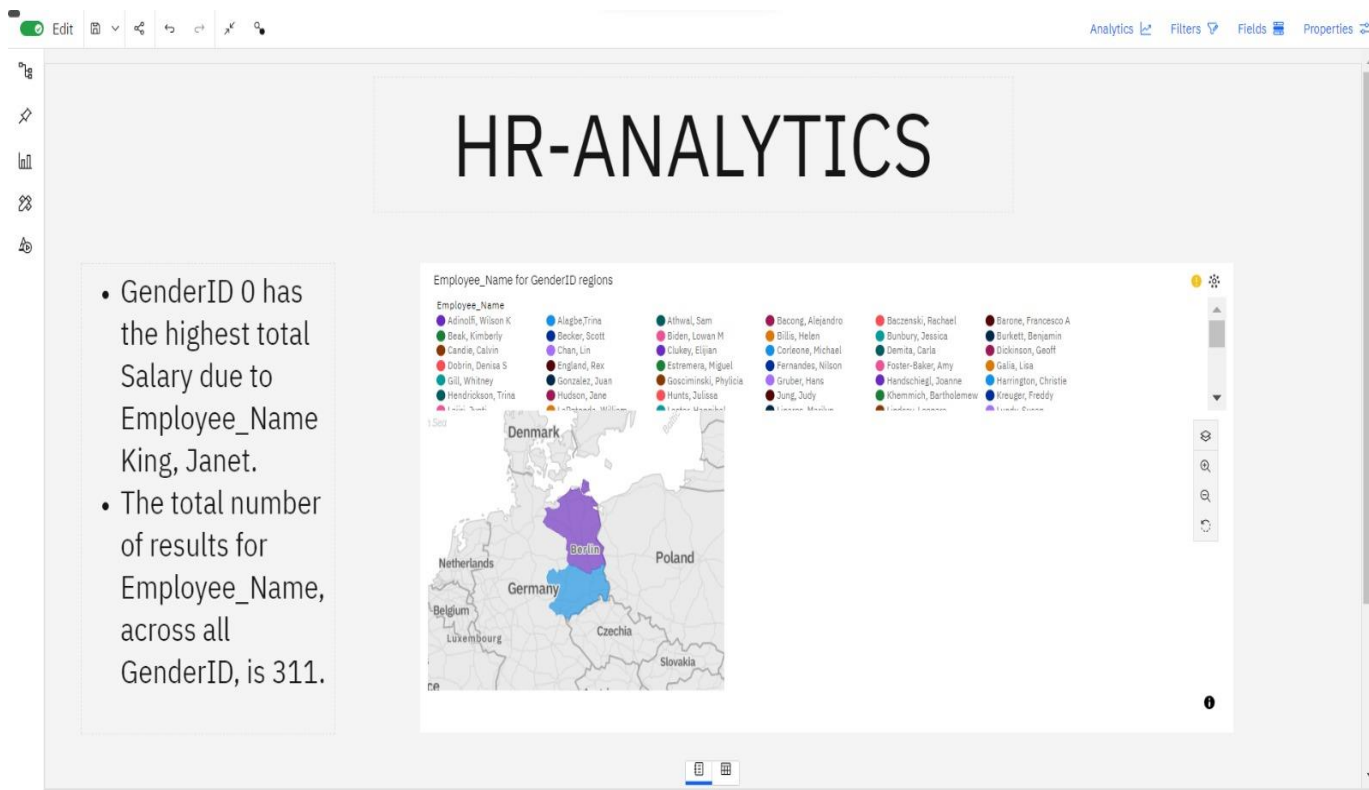 Edit
Analytics
Filters
Fields
Properties
HR-ANALYTICS
• GenderID 0 has
the highest total
Salary due to
Employee_Name
King, Janet.
• The total number
of results for
Employee_Name,
across all
GenderID, is 311.
Employee_Name for GenderID regions
Employee_Name
Adinolfi, Wilson K
Alagbe,Trina
Athwal, Sam
Bacong, Alejandro
Baczenski, Rachael
Barone, Francesco A
Beak, Kimberly
Becker, Scott
Biden, Lowan M
Billis, Helen
Bunbury, Jessica
Burkett, Benjamin
Candie, Calvin
Chan, Lin
Clukey, Elijian
Corleone, Michael
Demita, Carla
Dickinson, Geoff
Dobrin, Denisa S
England, Rex
Estremera, Miguel
Fernandes, Nilson
Foster-Baker, Amy
Galia, Lisa
Gill, Whitney
Gonzalez, Juan
Gosciminski, Phylicia
Gruber, Hans
Handschiegl, Joanne
Harrington, Christie
Hendrickson, Trina
Hudson, Jane
Hunts, Julissa
Jung, Judy
Khemmich, Bartholemew
Kreuger, Freddy
Sea
Denmark
Berlin
Netherlands
Poland
Germany
Belgium
Luxembourg
Czechia
Slovakia